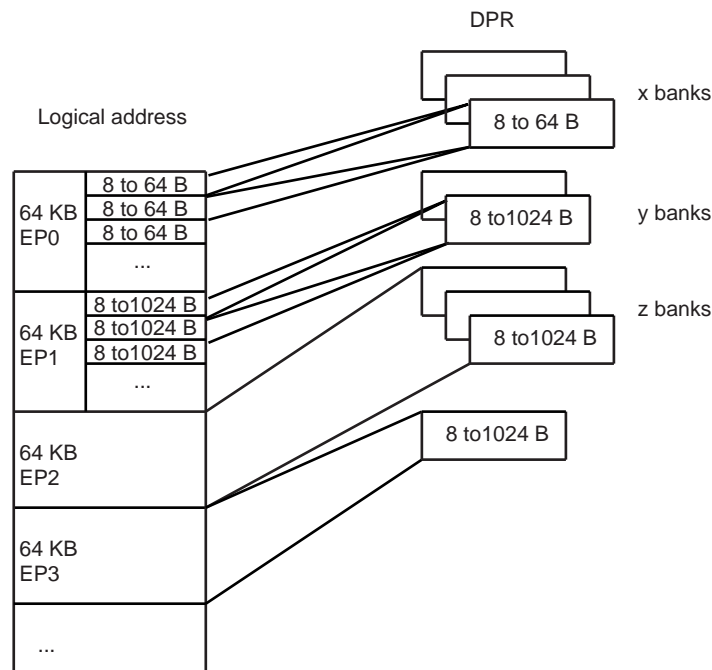 DPR
x banks
Logical address
8 to 64 B
64 KB
EP0
8 to 64 B
8 to 64 B
8 to 64 B
...
y banks
8 to1024 B
64 KB
EP1
8 to1024 B
8 to1024 B
8 to1024 B
...
z banks
8 to1024 B
64 KB
EP2
8 to1024 B
64 KB
EP3
...